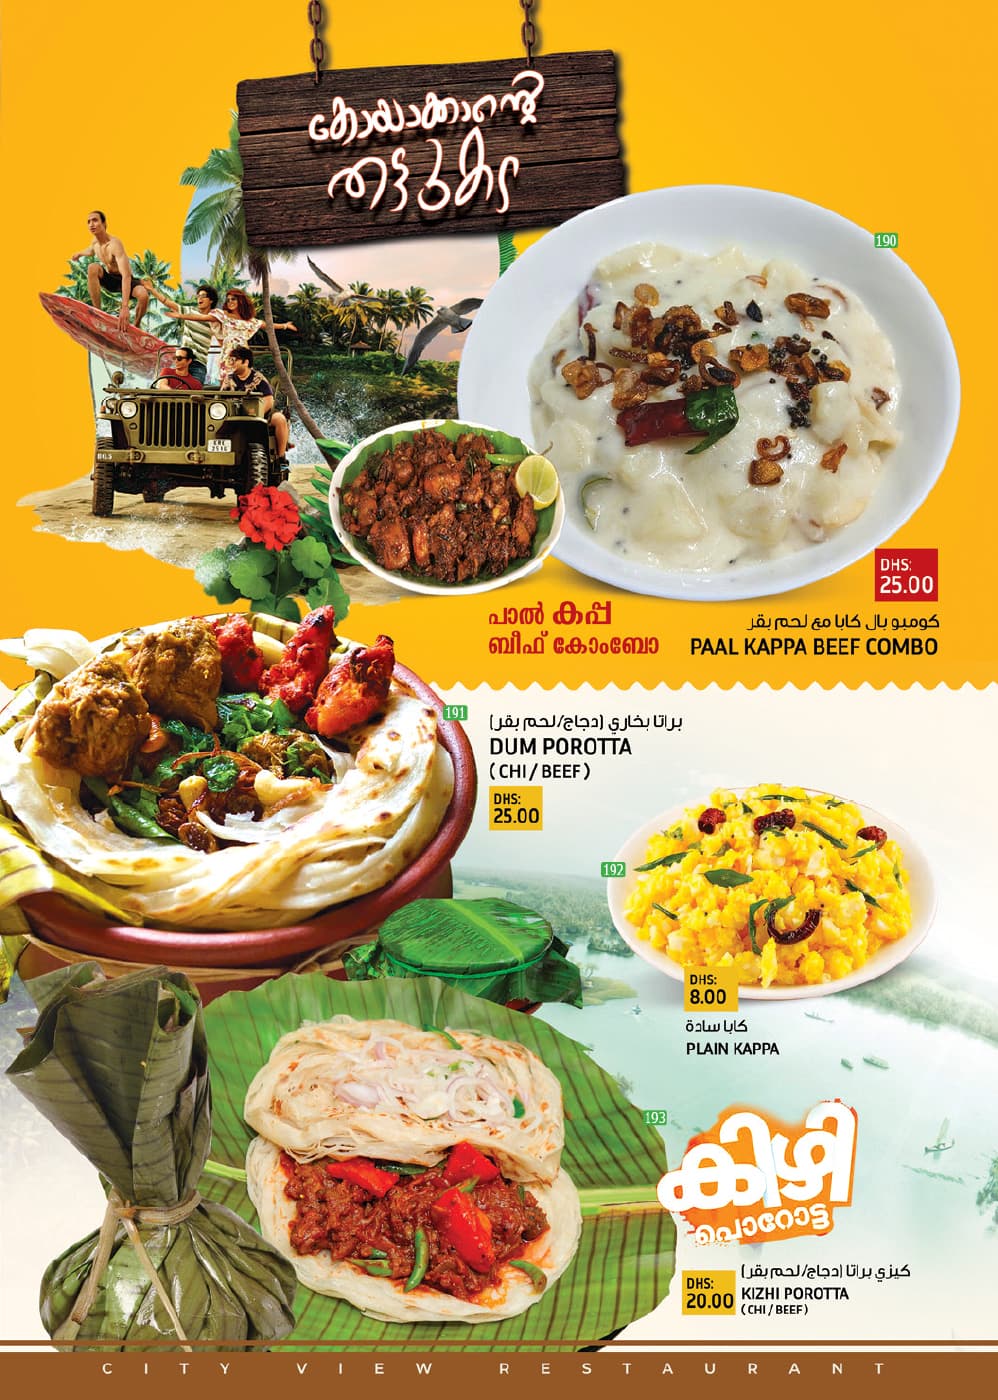 കോയാക്കാന്റെ
തട്ടുകട
190
DHS:
25.00
പാൽ കപ്പ
ബീഫ് കോംബോ
كومبو بال كابا مع لحم بقر
PAAL KAPPA BEEF COMBO
191
براتا بخاري (دجاج/لحم بقر)
DUM POROTTA
( CHI / BEEF )
DHS:
25.00
192
DHS:
8.00
كابا سادة
PLAIN KAPPA
193
കിഴി
പൊറോട്ട
DHS:
20.00
كيزي براتا (دجاج/لحم بقر)
KIZHI POROTTA
( CHI / BEEF )
CITY VIEW RESTAURANT